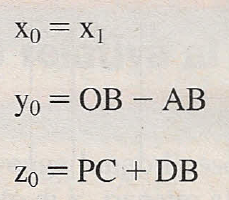 x₀ = x₁
y₀ = OB − AB
z₀ = PC + DB